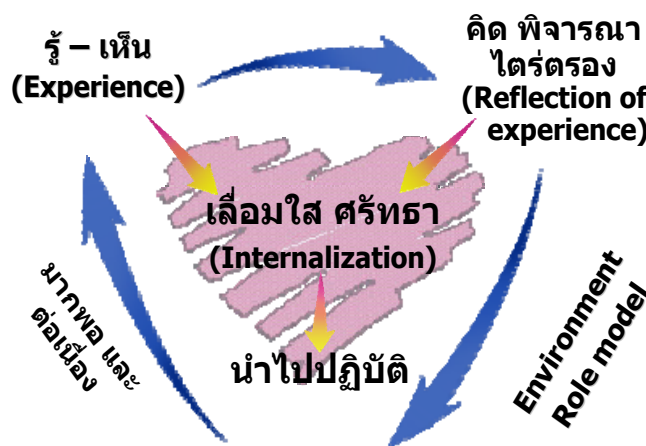 รู้ – เห็น
(Experience)
คิด พิจารณา
ไตร่ตรอง
(Reflection of
experience)
เลื่อมใส ศรัทธา
(Internalization)
นำไปปฏิบัติ
Environment
Role model
มากพอ และ
ต่อเนื่อง